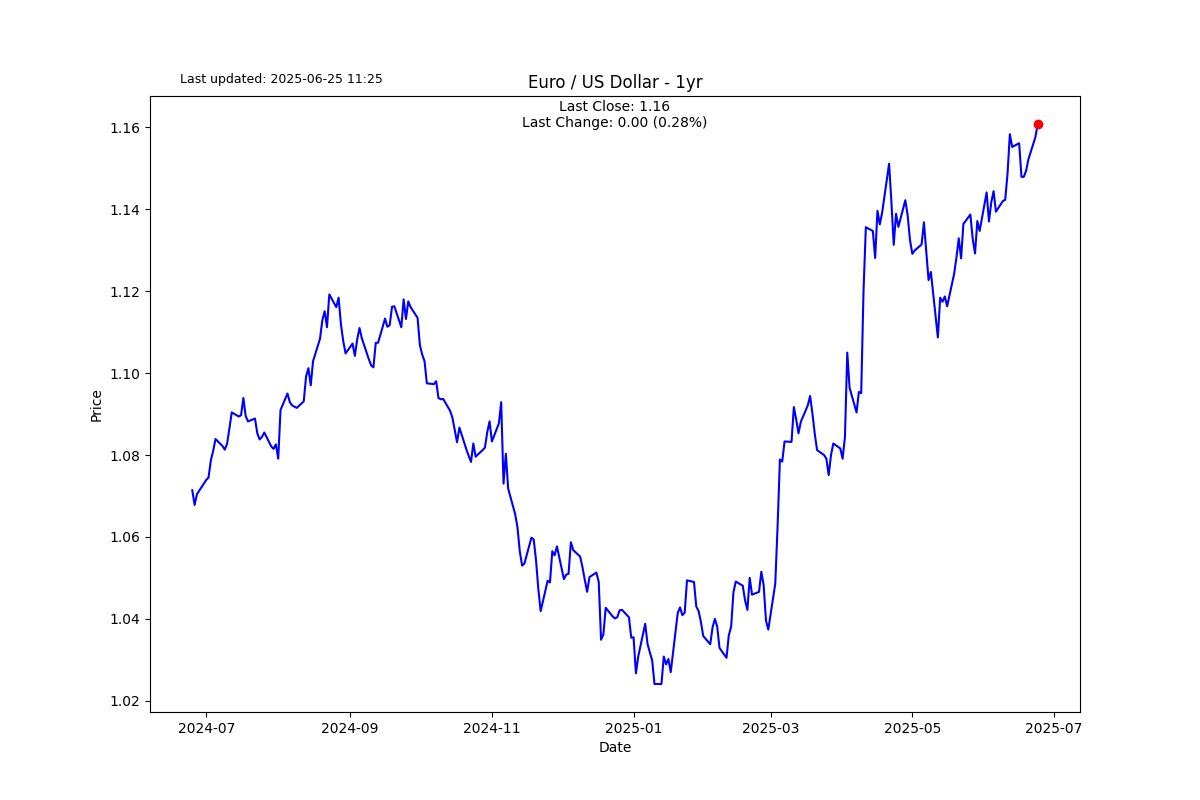 Last updated: 2025-06-25 11:25
Euro / US Dollar - 1yr
Last Close: 1.16
Last Change: 0.00 (0.28%)
Price
1.16
1.14
1.12
1.10
1.08
1.06
1.04
1.02
2024-07 2024-09 2024-11 2025-01 2025-03 2025-05 2025-07
Date